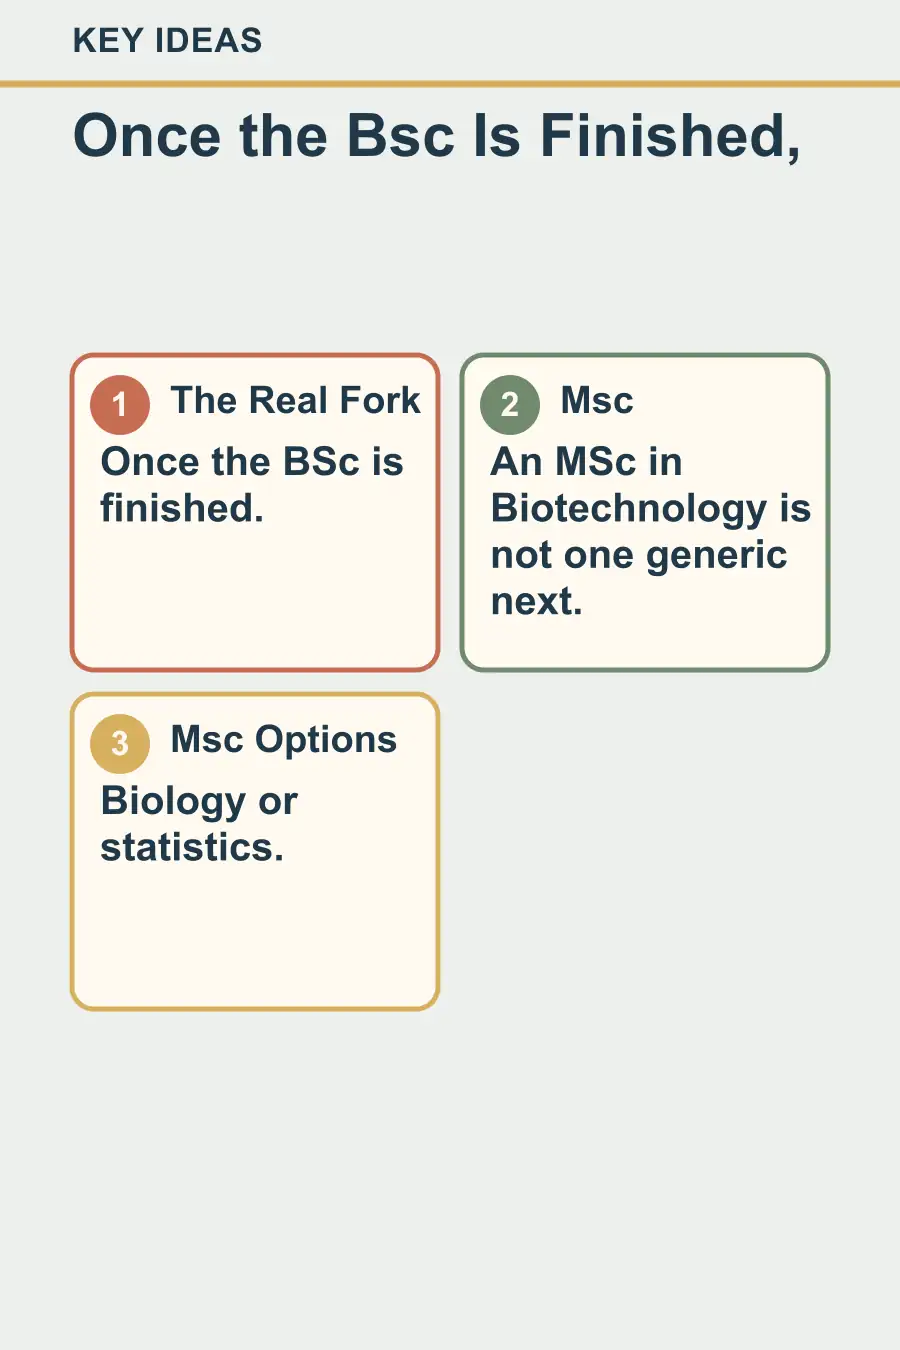 KEY IDEAS
Once the Bsc Is Finished,
1 The Real Fork
Once the BSc is
finished.
2 Msc
An MSc in
Biotechnology is
not one generic
next.
3 Msc Options
Biology or
statistics.